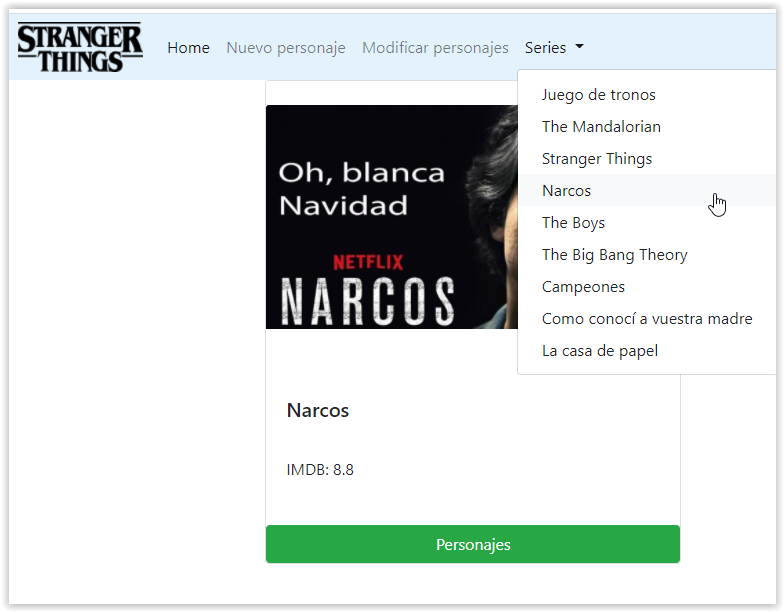 STRANGER
THINGS
Home Nuevo personaje Modificar personajes Series
Juego de tronos
The Mandalorian
Stranger Things
Narcos
The Boys
The Big Bang Theory
Campeones
Como conocí a vuestra madre
La casa de papel
Oh, blanca
Navidad
NETFLIX
NARCOS
Narcos
IMDB: 8.8
Personajes